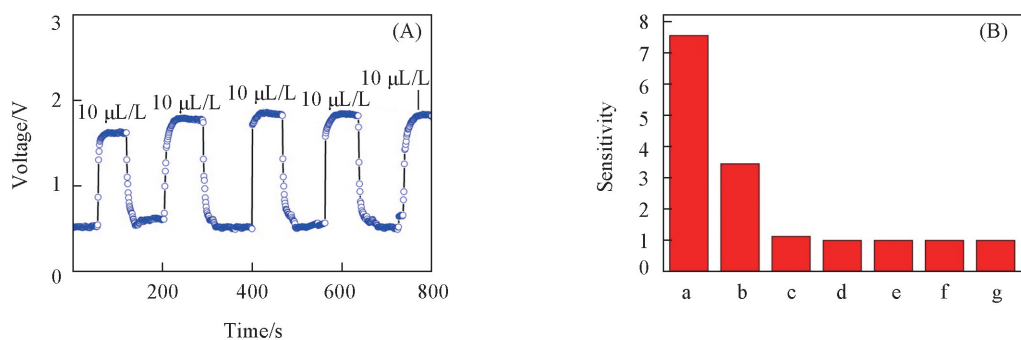 (A)
3
2
1
0
Voltage/V
10 μL/L
10 μL/L
10 μL/L
10 μL/L
10 μL/L
200
400
600
800
Time/s
(B)
8
7
6
5
4
3
2
1
0
Sensitivity
a b c d e f g